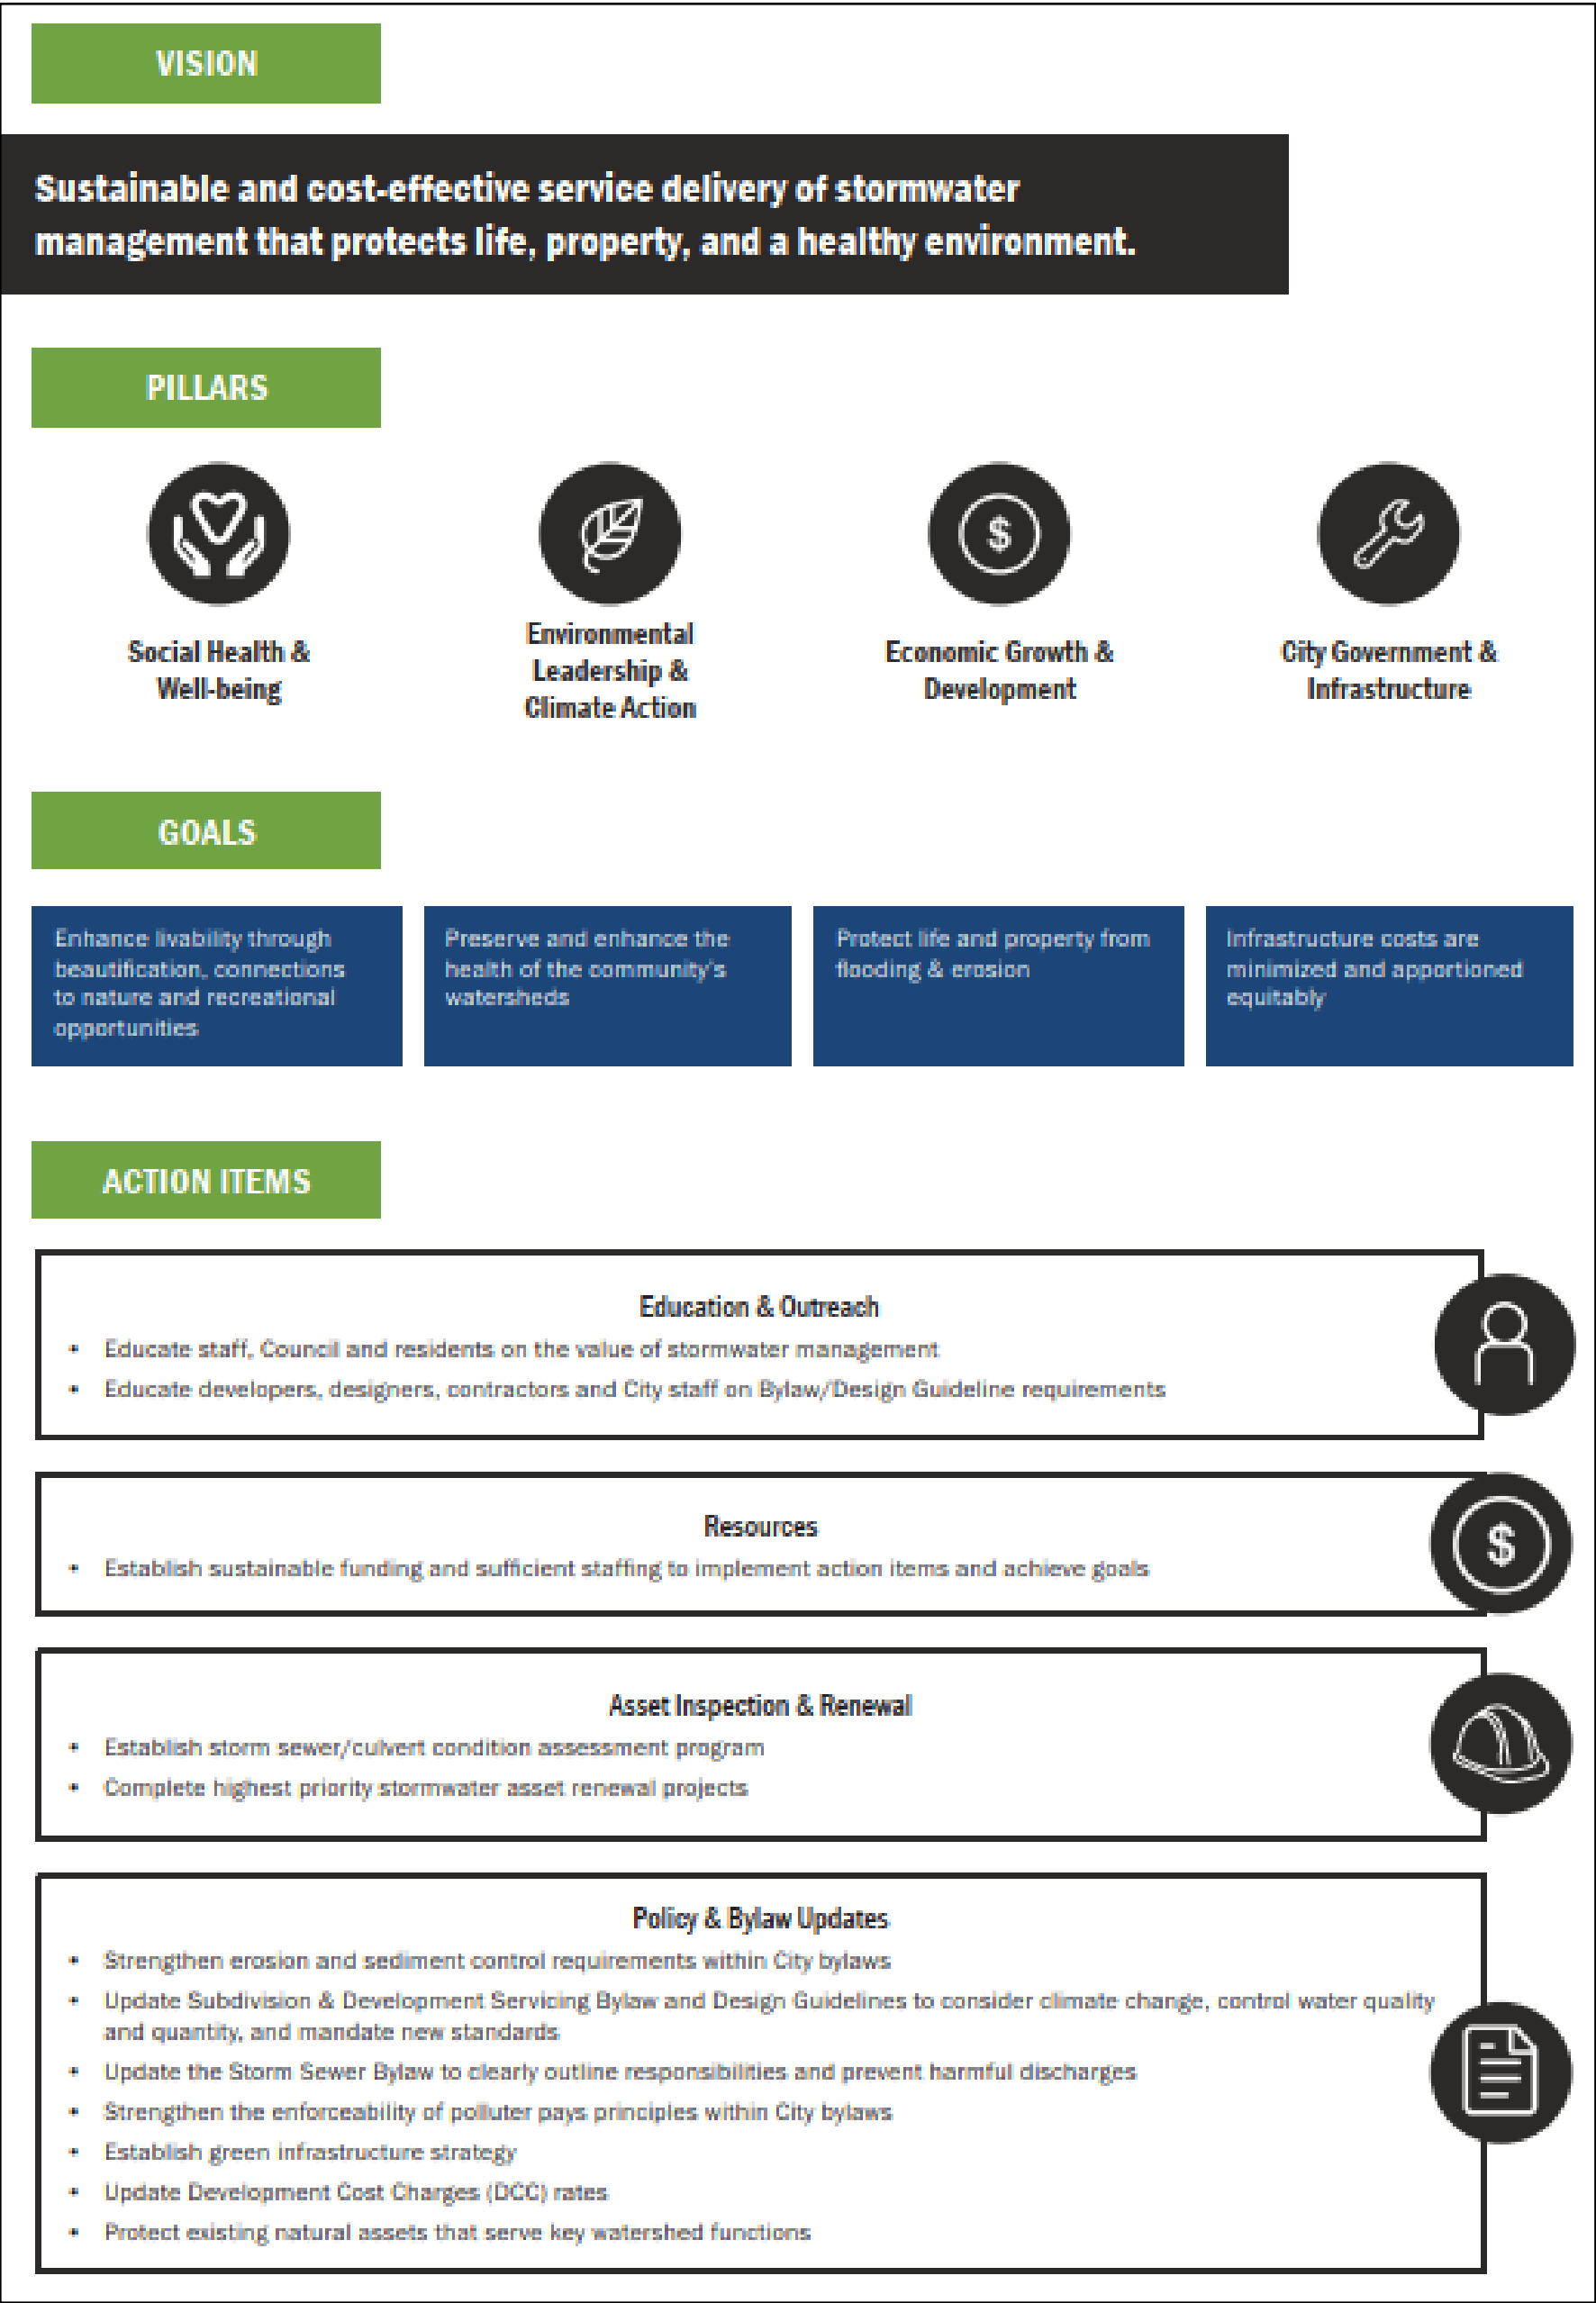 VISION
Sustainable and cost-effective service delivery of stormwater
management that protects life, property, and a healthy environment.
PILLARS
Social Health &
Well-being
Environmental
Leadership &
Climate Action
$
Economic Growth &
Development
City Government &
Infrastructure
GOALS
Enhance livability through
beautification, connections
to nature and recreational
opportunities
Preserve and enhance the
health of the community's
watersheds
Protect life and property from
flooding & erosion
Infrastructure costs are
minimized and apportioned
equitably
ACTION ITEMS
Education & Outreach
• Educate staff, Council and residents on the value of stormwater management
• Educate developers, designers, contractors and City staff on Bylaw/Design Guideline requirements
Resources
• Establish sustainable funding and sufficient staffing to implement action items and achieve goals
$
Asset Inspection & Renewal
• Establish storm sewer/culvert condition assessment program
• Complete highest priority stormwater asset renewal projects
Policy & Bylaw Updates
• Strengthen erosion and sediment control requirements within City bylaws
• Update Subdivision & Development Servicing Bylaw and Design Guidelines to consider climate change, control water quality
and quantity, and mandate new standards
• Update the Storm Sewer Bylaw to clearly outline responsibilities and prevent harmful discharges
• Strengthen the enforceability of polluter pays principles within City bylaws
• Establish green infrastructure strategy
• Update Development Cost Charges (DCC) rates
• Protect existing natural assets that serve key watershed functions